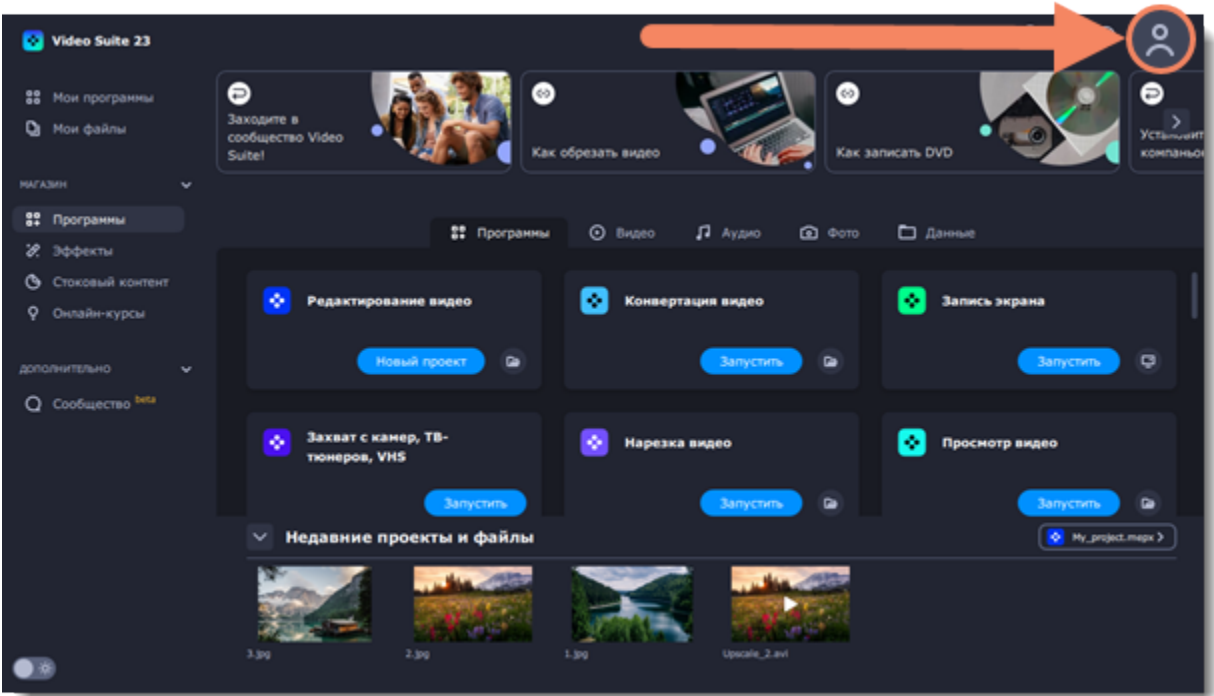 Video Suite 23
Мои программы
Мои файлы
МАГАЗИН
Программы
Эффекты
Стоковый контент
Онлайн-курсы
ДОПОЛНИТЕЛЬНО
Сообщество beta
Заходите в
сообщество Video
Suite!
Как обрезать видео
Как записать DVD
компаньон
Программы
Видео
Аудио
Фото
Данные
Редактирование видео
Новый проект
Конвертация видео
Запустить
Запись экрана
Запустить
Захват с камер, ТВ-
тюнеров, VHS
Запустить
Нарезка видео
Запустить
Просмотр видео
Запустить
Недавние проекты и файлы
My_project.mepx
3.jpg
2.jpg
1.jpg
Upscale_2.avi